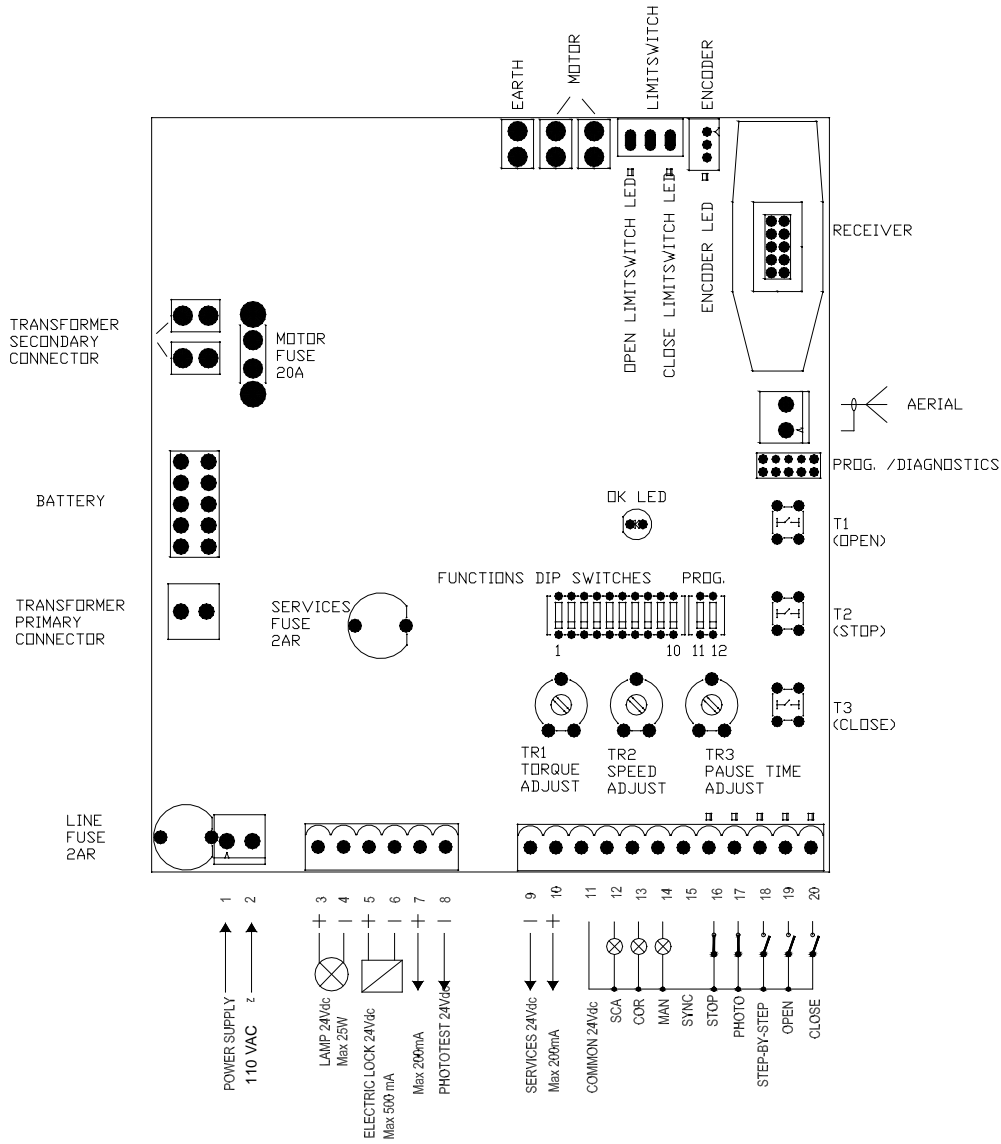 EARTH
MOTOR
LIMITSWITCH
ENCODER
OPEN LIMITSWITCH LED
CLOSE LIMITSWITCH LED
ENCODER LED
RECEIVER
TRANSFORMER
SECONDARY
CONNECTOR
MOTOR
FUSE
20A
AERIAL
PROG. /DIAGNOSTICS
BATTERY
OK LED
T1
(OPEN)
FUNCTIONS DIP SWITCHES
PROG.
TRANSFORMER
PRIMARY
CONNECTOR
SERVICES
FUSE
2AR
T2
(STOP)
1
10
11 12
T3
(CLOSE)
TR1
TORQUE
ADJUST
TR2
SPEED
ADJUST
TR3
PAUSE TIME
ADJUST
LINE
FUSE
2AR
1
2
3
4
5
6
7
8
9
10
11
12
13
14
15
16
17
18
19
20
+
–
+
–
+
–
–
+
POWER SUPPLY
110 VAC
z
LAMP 24Vdc
Max 25W
ELECTRIC LOCK 24Vdc
Max 500 mA
Max 200mA
PHOTOTEST 24Vdc
SERVICES 24Vdc
Max 200mA
COMMON 24Vdc
SCA
COR
MAN
SYNC
STOP
PHOTO
STEP-BY-STEP
OPEN
CLOSE